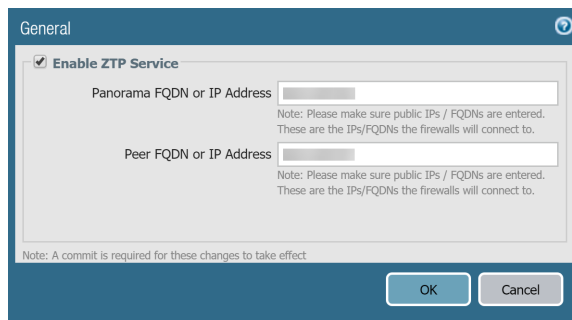 General
Enable ZTP Service
Panorama FQDN or IP Address
Note: Please make sure public IPs / FQDNs are entered.
These are the IPs/FQDNs the firewalls will connect to.
Peer FQDN or IP Address
Note: Please make sure public IPs / FQDNs are entered.
These are the IPs/FQDNs the firewalls will connect to.
Note: A commit is required for these changes to take effect
OK
Cancel